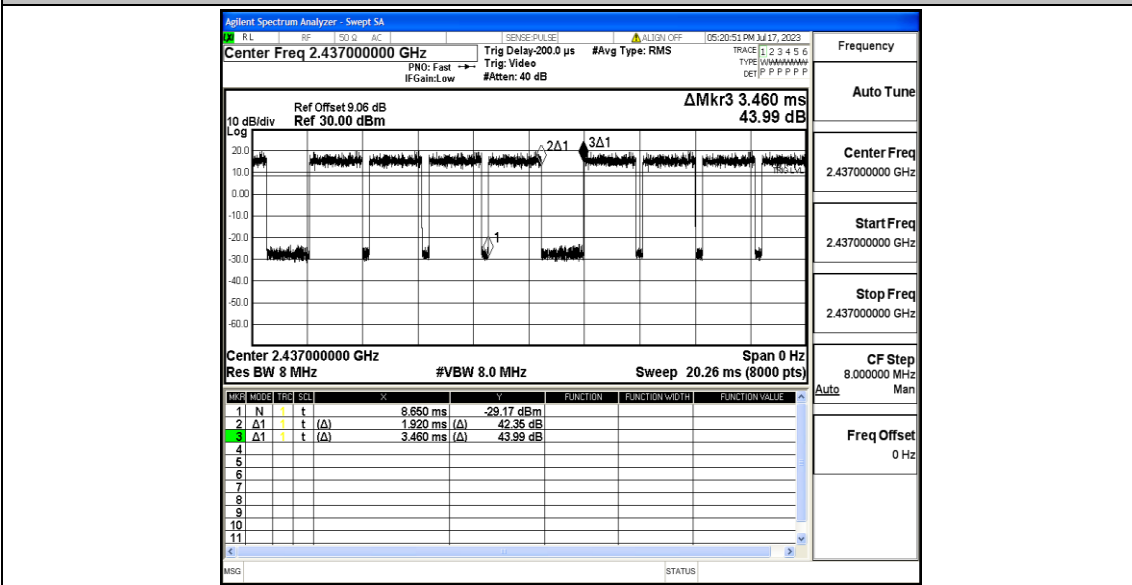 Agilent Spectrum Analyzer - Swept SA
RL RF 50 Ω AC SENSE:PULSE ALIGN OFF 05:20:51 PM Jul 17, 2023
Center Freq 2.437000000 GHz
PNO: Fast
IFGain:Low
Trig Delay-200.0 µs
Trig: Video
#Atten: 40 dB
#Avg Type: RMS
TRACE 1 2 3 4 5 6
TYPE
DET P P P P P P
ΔMkr3 3.460 ms
43.99 dB
Ref Offset 9.06 dB
10 dB/div Ref 30.00 dBm
Log
20.0
10.0
0.00
-10.0
-20.0
-30.0
-40.0
-50.0
-60.0
2Δ1
3Δ1
TRIG LVL
1
Center 2.437000000 GHz Span 0 Hz
Res BW 8 MHz #VBW 8.0 MHz Sweep 20.26 ms (8000 pts)
MKR MODE TRC SCL X Y FUNCTION FUNCTION WIDTH FUNCTION VALUE
1 N 1 t 8.650 ms -29.17 dBm
2 Δ1 1 t (Δ) 1.920 ms (Δ) 42.35 dB
3 Δ1 1 t (Δ) 3.460 ms (Δ) 43.99 dB
4
5
6
7
8
9
10
11
MSG STATUS
Frequency
Auto Tune
Center Freq
2.437000000 GHz
Start Freq
2.437000000 GHz
Stop Freq
2.437000000 GHz
CF Step
8.000000 MHz
Auto Man
Freq Offset
0 Hz